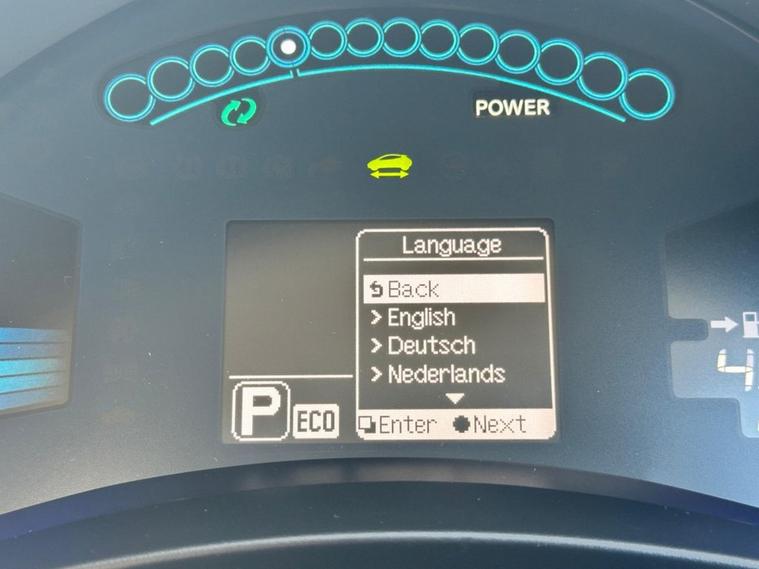 POWER
Language
Back
> English
> Deutsch
> Nederlands
P
ECO
Enter
Next